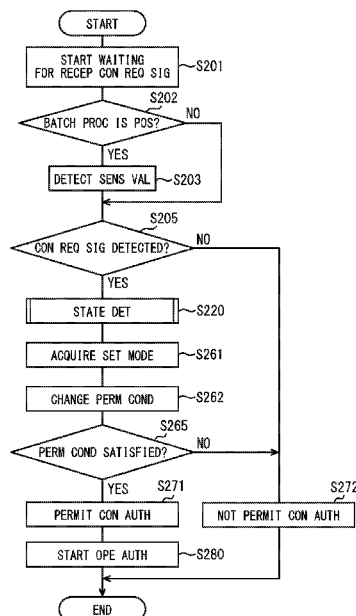 START
START WAITING
FOR RECEP CON REQ SIG
S201
S202
BATCH PROC IS POS?
NO
YES
DETECT SENS VAL
S203
S205
CON REQ SIG DETECTED?
NO
YES
STATE DET
S220
ACQUIRE SET MODE
S261
CHANGE PERM COND
S262
S265
PERM COND SATISFIED?
NO
YES
S271
S272
PERMIT CON AUTH
NOT PERMIT CON AUTH
START OPE AUTH
S280
END